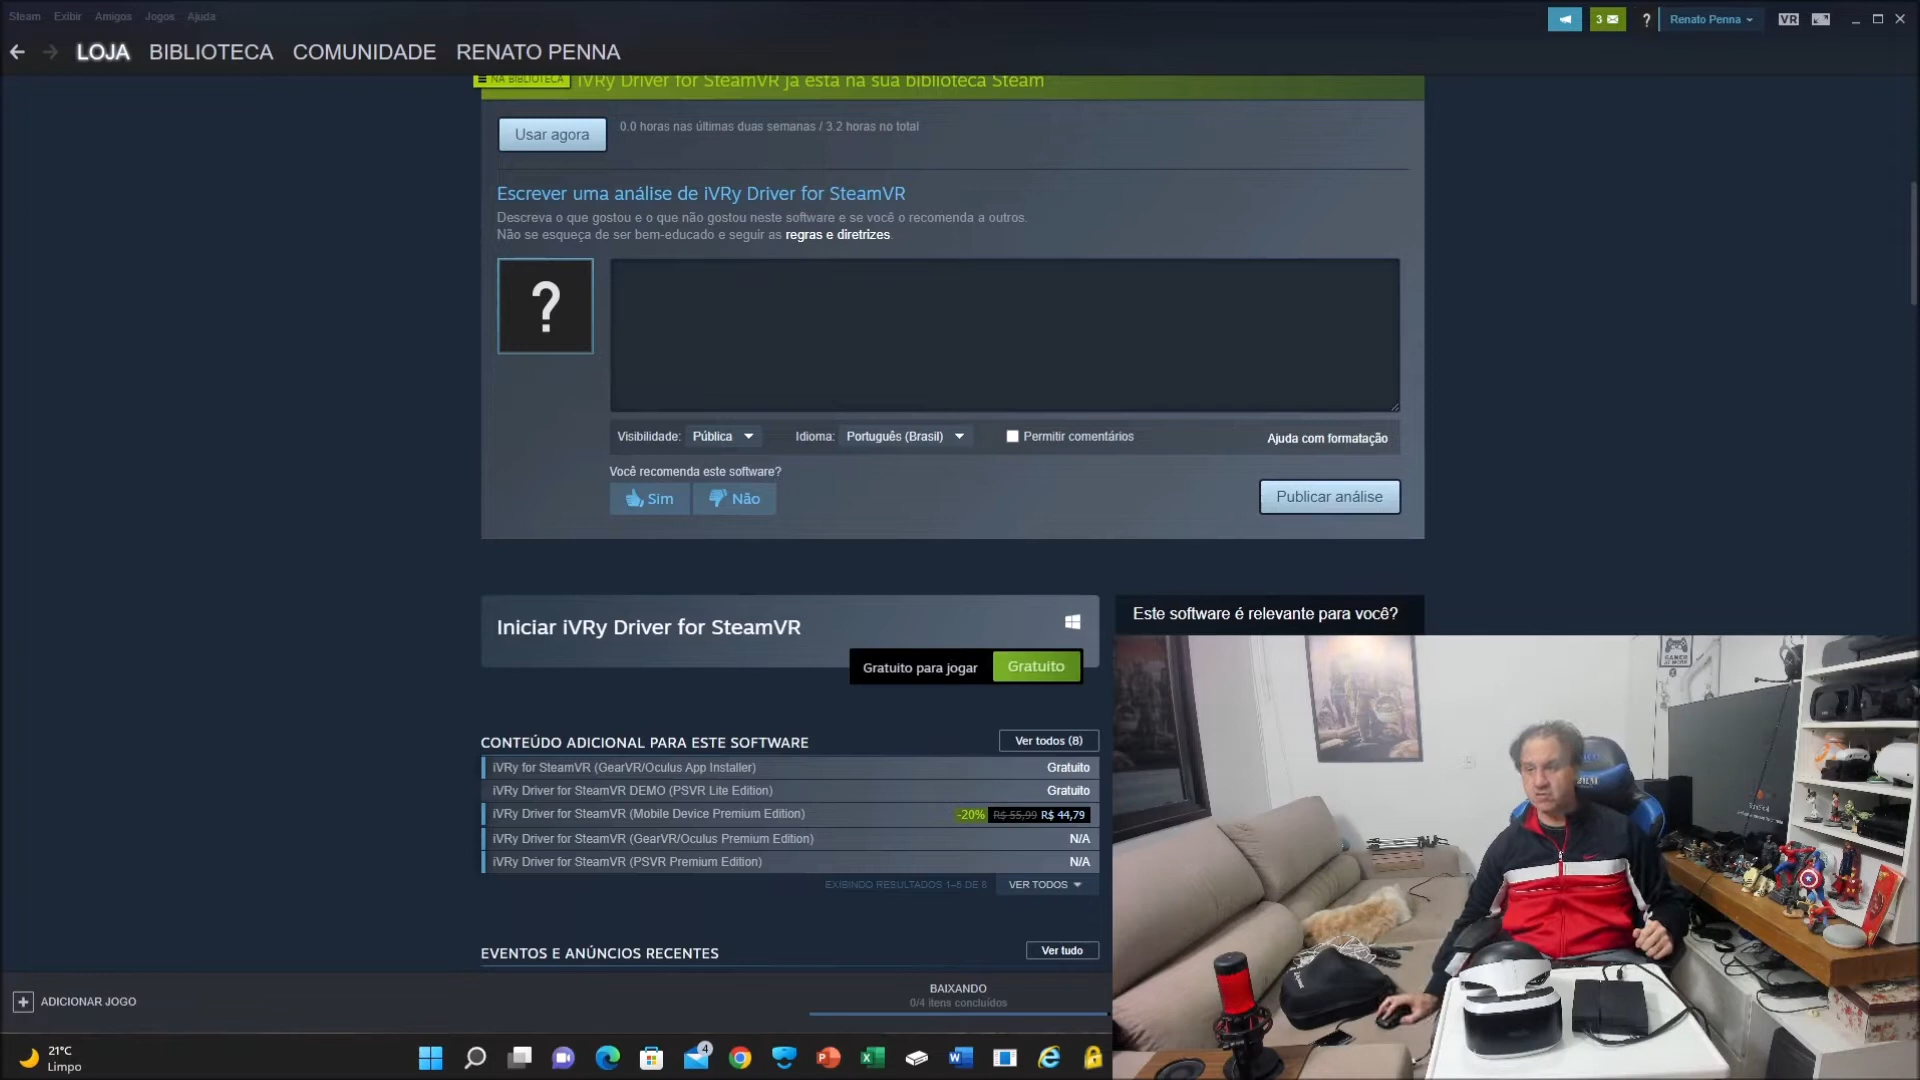 Steam Exibir Amigos Jogos Ajuda
3 ? Renato Penna VR
LOJA BIBLIOTECA COMUNIDADE RENATO PENNA
NA BIBLIOTECA iVRy Driver for SteamVR já está na sua biblioteca Steam
Usar agora 0.0 horas nas últimas duas semanas / 3.2 horas no total
Escrever uma análise de iVRy Driver for SteamVR
Descreva o que gostou e o que não gostou neste software e se você o recomenda a outros.
Não se esqueça de ser bem-educado e seguir as regras e diretrizes.
?
Visibilidade: Pública Idioma: Português (Brasil) Permitir comentários Ajuda com formatação
Você recomenda este software?
Sim Não Publicar análise
Iniciar iVRy Driver for SteamVR
Gratuito para jogar Gratuito
Este software é relevante para você?
CONTEÚDO ADICIONAL PARA ESTE SOFTWARE Ver todos (8)
iVRy for SteamVR (GearVR/Oculus App Installer) Gratuito
iVRy Driver for SteamVR DEMO (PSVR Lite Edition) Gratuito
iVRy Driver for SteamVR (Mobile Device Premium Edition) -20% R$ 55,99 R$ 44,79
iVRy Driver for SteamVR (GearVR/Oculus Premium Edition) N/A
iVRy Driver for SteamVR (PSVR Premium Edition) N/A
EXIBINDO RESULTADOS 1–5 DE 8 VER TODOS
EVENTOS E ANÚNCIOS RECENTES Ver tudo
ADICIONAR JOGO
BAIXANDO
0/4 itens concluídos
21°C
Limpo
4